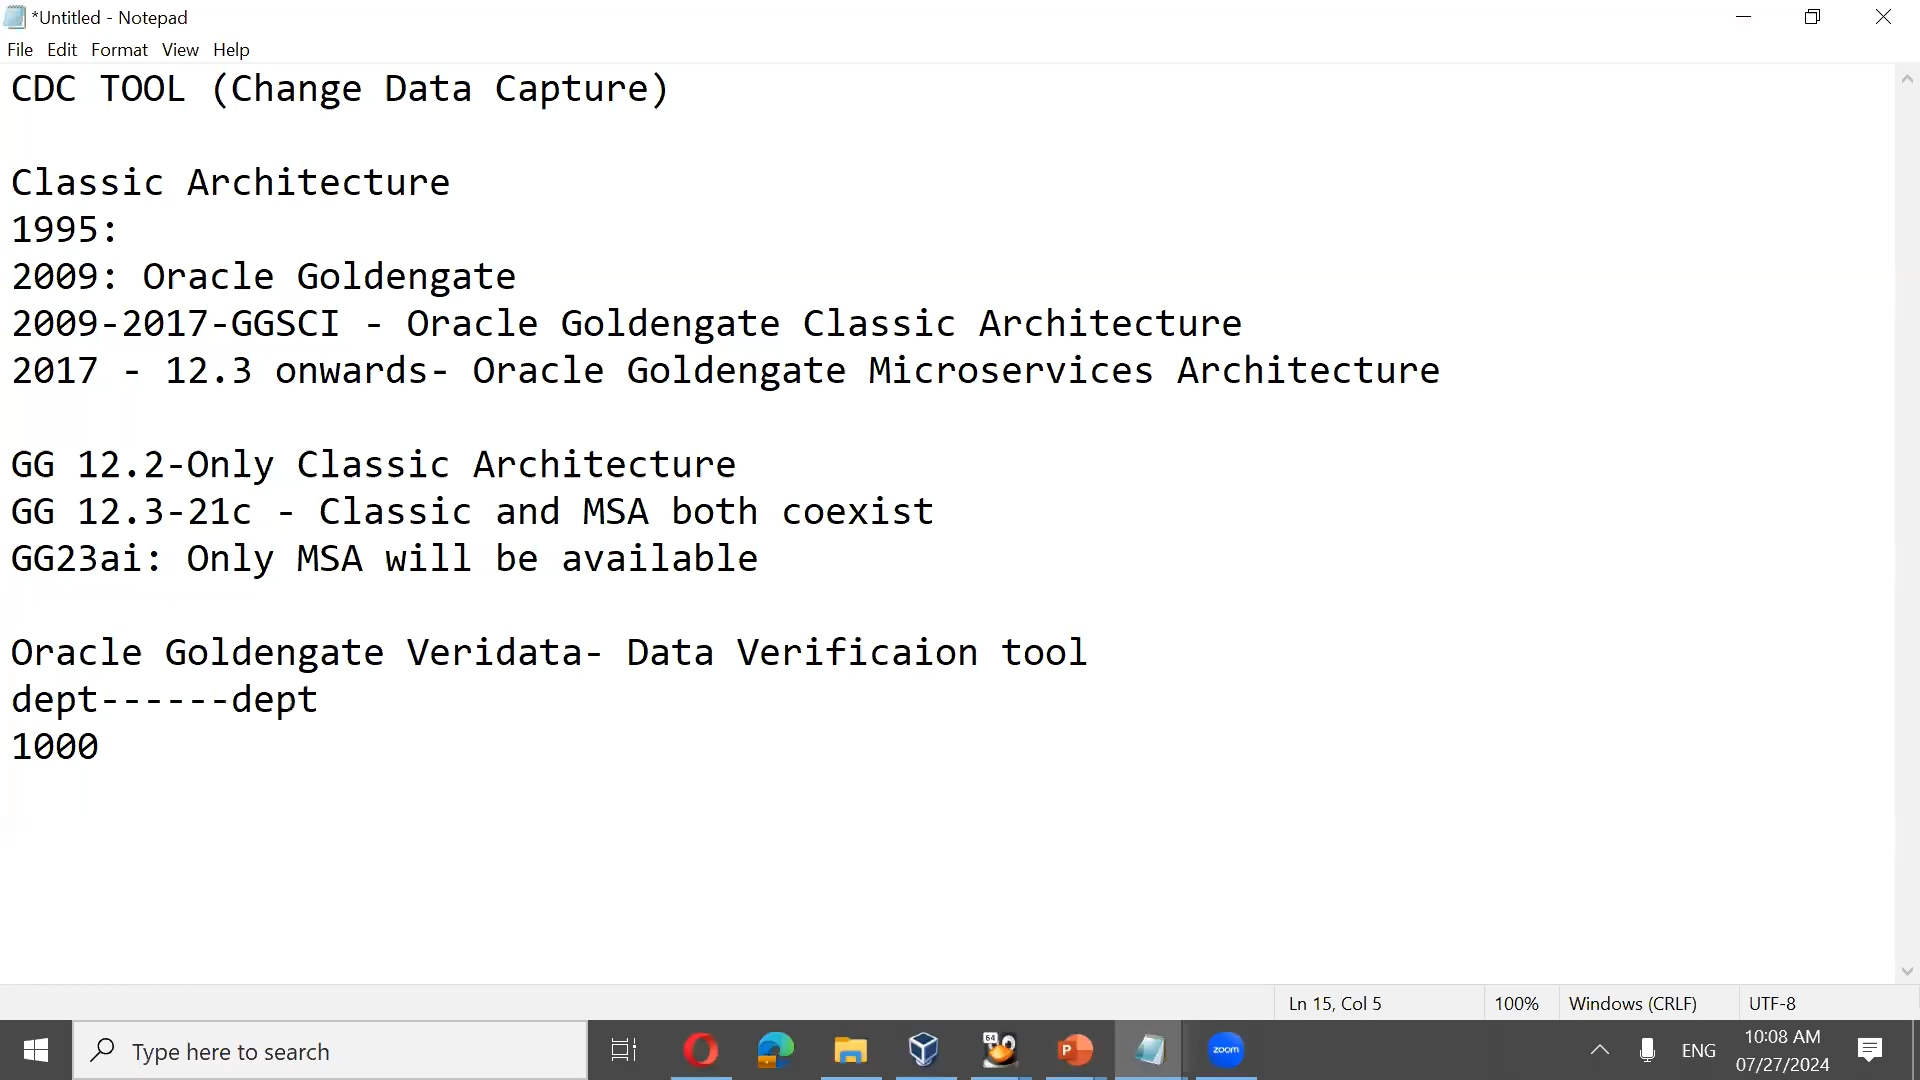 *Untitled - Notepad
File Edit Format View Help
CDC TOOL (Change Data Capture)
Classic Architecture
1995:
2009: Oracle Goldengate
2009-2017-GGSCI - Oracle Goldengate Classic Architecture
2017 - 12.3 onwards- Oracle Goldengate Microservices Architecture
GG 12.2-Only Classic Architecture
GG 12.3-21c - Classic and MSA both coexist
GG23ai: Only MSA will be available
Oracle Goldengate Veridata- Data Verificaion tool
dept------dept
1000
Ln 15, Col 5 100% Windows (CRLF) UTF-8
Type here to search
64
P
zoom
ENG
10:08 AM
07/27/2024